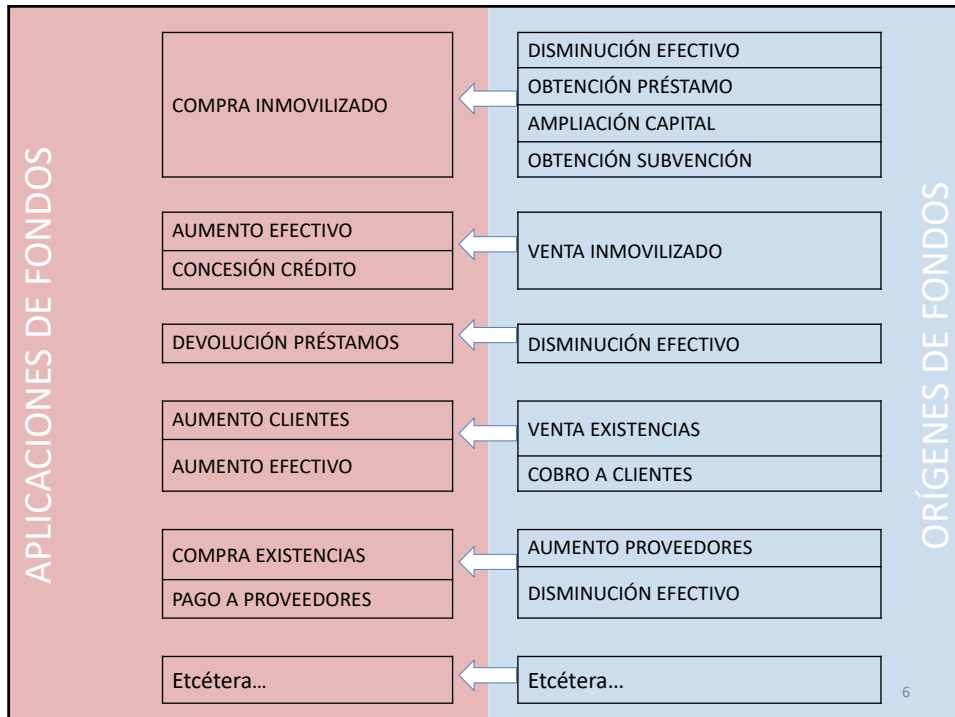 APLICACIONES DE FONDOS
COMPRA INMOVILIZADO
DISMINUCIÓN EFECTIVO
OBTENCIÓN PRÉSTAMO
AMPLIACIÓN CAPITAL
OBTENCIÓN SUBVENCIÓN
AUMENTO EFECTIVO
CONCESIÓN CRÉDITO
VENTA INMOVILIZADO
DEVOLUCIÓN PRÉSTAMOS
DISMINUCIÓN EFECTIVO
AUMENTO CLIENTES
AUMENTO EFECTIVO
VENTA EXISTENCIAS
COBRO A CLIENTES
COMPRA EXISTENCIAS
PAGO A PROVEEDORES
AUMENTO PROVEEDORES
DISMINUCIÓN EFECTIVO
Etcétera...
Etcétera...
ORÍGENES DE FONDOS
6